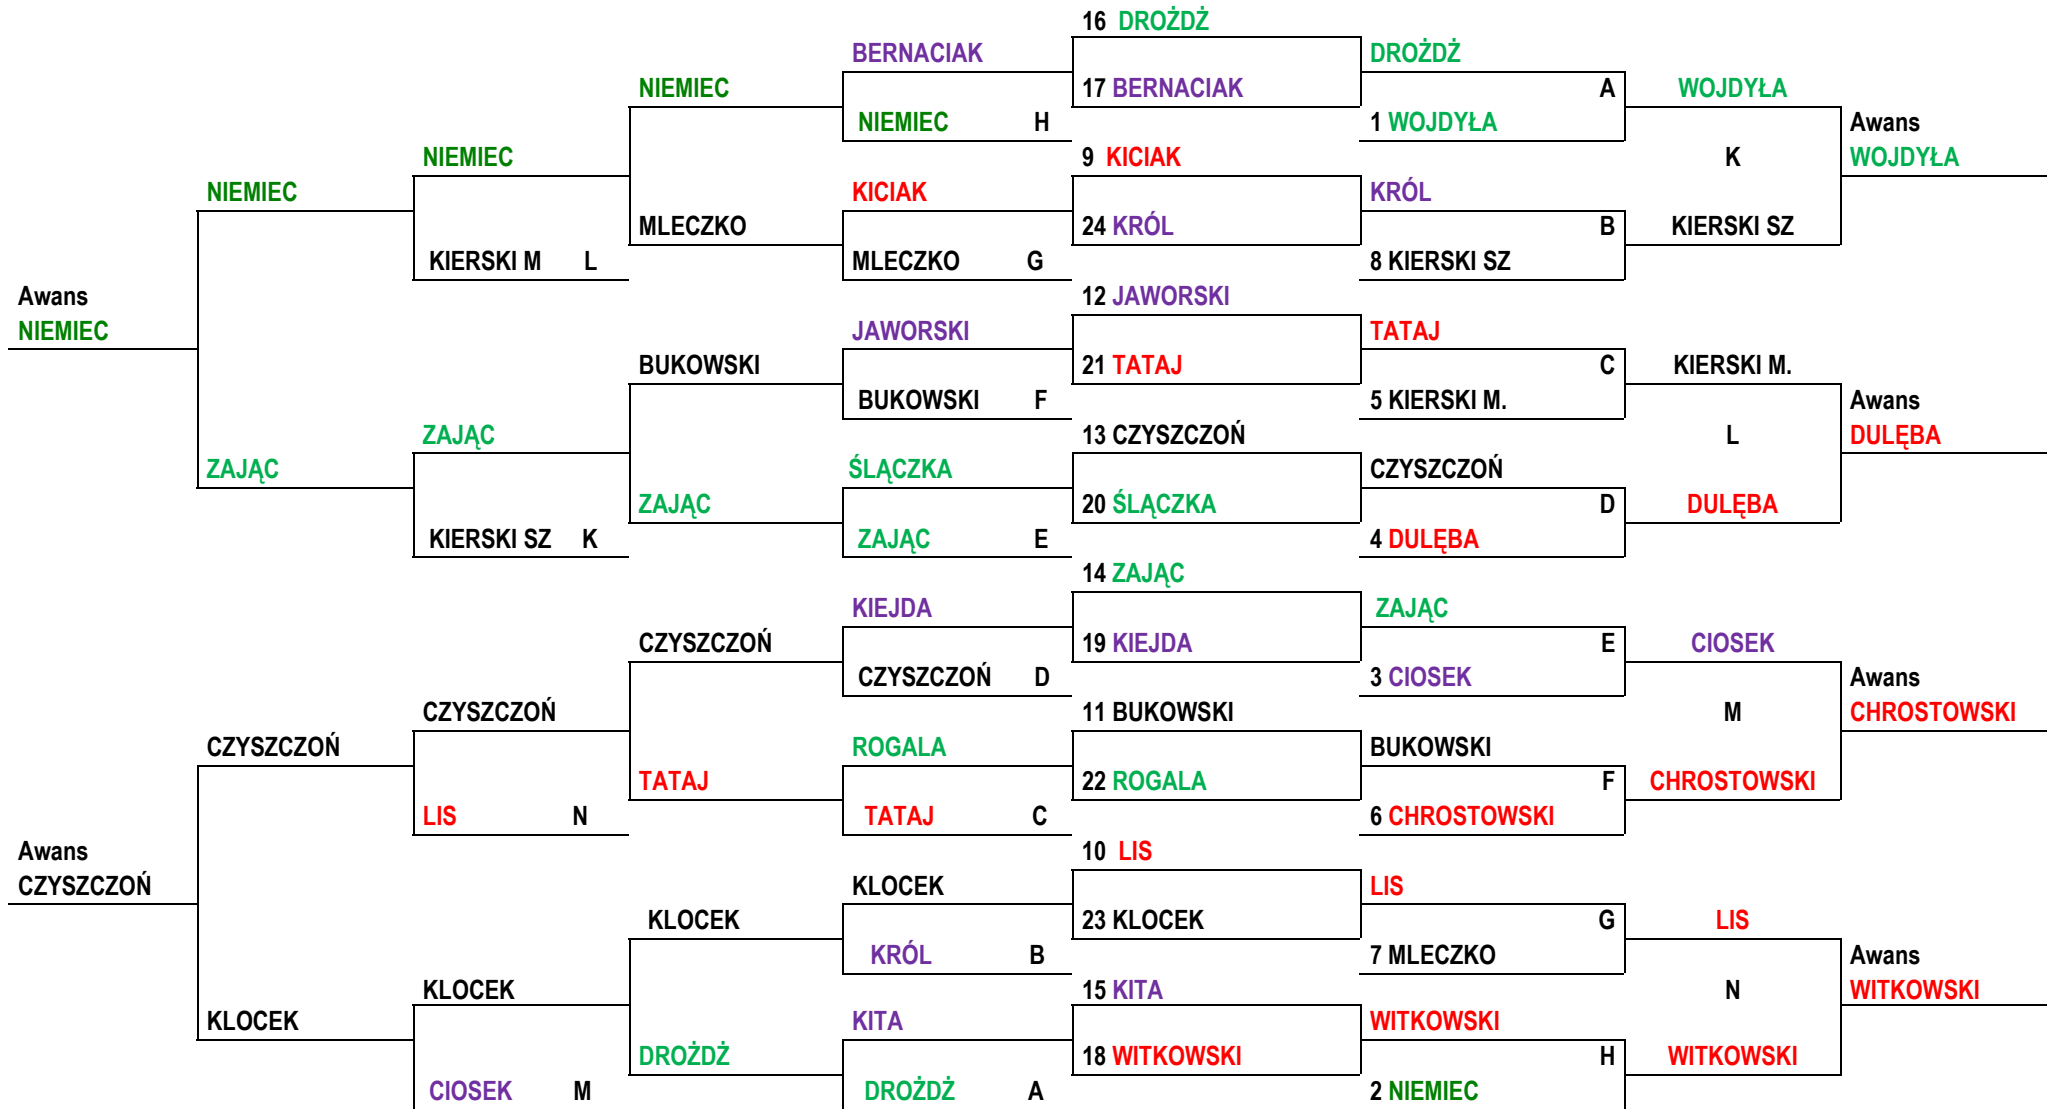 16 DROŻDŻ
BERNACIAK DROŻDŻ
NIEMIEC 17 BERNACIAK A WOJDYŁA
NIEMIEC H 1 WOJDYŁA Awans
NIEMIEC 9 KICIAK K WOJDYŁA
NIEMIEC KICIAK KRÓL
MLECZKO 24 KRÓL B KIERSKI SZ
KIERSKI M L MLECZKO G 8 KIERSKI SZ
Awans 12 JAWORSKI
NIEMIEC JAWORSKI TATAJ
BUKOWSKI 21 TATAJ C KIERSKI M.
BUKOWSKI F 5 KIERSKI M. Awans
ZAJĄC 13 CZYSZCZOŃ L DULĘBA
ZAJĄC ŚLĄCZKA CZYSZCZOŃ
ZAJĄC 20 ŚLĄCZKA D DULĘBA
KIERSKI SZ K ZAJĄC E 4 DULĘBA
14 ZAJĄC
KIEJDA ZAJĄC
CZYSZCZOŃ 19 KIEJDA E CIOSEK
CZYSZCZOŃ D 3 CIOSEK Awans
CZYSZCZOŃ 11 BUKOWSKI M CHROSTOWSKI
CZYSZCZOŃ ROGALA BUKOWSKI
TATAJ 22 ROGALA F CHROSTOWSKI
LIS N TATAJ C 6 CHROSTOWSKI
Awans 10 LIS
CZYSZCZOŃ KLOCEK LIS
KLOCEK 23 KLOCEK G LIS
KRÓL B 7 MLECZKO Awans
KLOCEK 15 KITA N WITKOWSKI
KLOCEK KITA WITKOWSKI
DROŻDŻ 18 WITKOWSKI H WITKOWSKI
CIOSEK M DROŻDŻ A 2 NIEMIEC